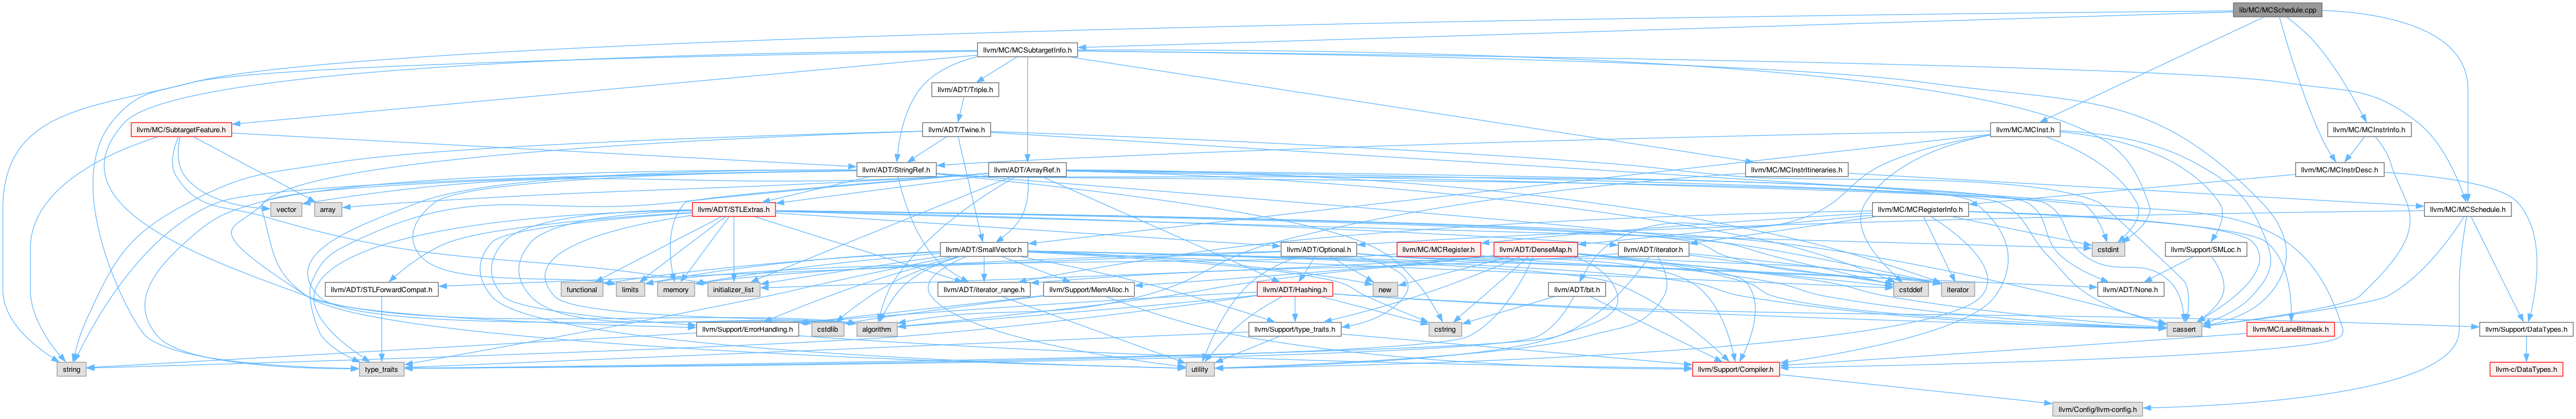 lib/MC/MCSchedule.cpp
llvm/MC/MCSubtargetInfo.h
llvm/ADT/Triple.h
llvm/MC/SubtargetFeature.h
llvm/ADT/Twine.h
llvm/MC/MCInst.h
llvm/MC/MCInstrInfo.h
llvm/ADT/StringRef.h
llvm/ADT/ArrayRef.h
llvm/MC/MCInstrItineraries.h
llvm/MC/MCInstrDesc.h
vector
array
llvm/ADT/STLExtras.h
llvm/MC/MCRegisterInfo.h
llvm/MC/MCSchedule.h
llvm/ADT/SmallVector.h
llvm/ADT/Optional.h
llvm/MC/MCRegister.h
llvm/ADT/DenseMap.h
llvm/ADT/iterator.h
cstdint
llvm/Support/SMLoc.h
llvm/ADT/STLForwardCompat.h
functional
limits
memory
initializer_list
llvm/ADT/iterator_range.h
llvm/Support/MemAlloc.h
llvm/ADT/Hashing.h
new
llvm/ADT/bit.h
cstddef
iterator
llvm/ADT/None.h
llvm/Support/ErrorHandling.h
cstdlib
algorithm
llvm/Support/type_traits.h
cstring
cassert
llvm/MC/LaneBitmask.h
llvm/Support/DataTypes.h
string
type_traits
utility
llvm/Support/Compiler.h
llvm-c/DataTypes.h
llvm/Config/llvm-config.h